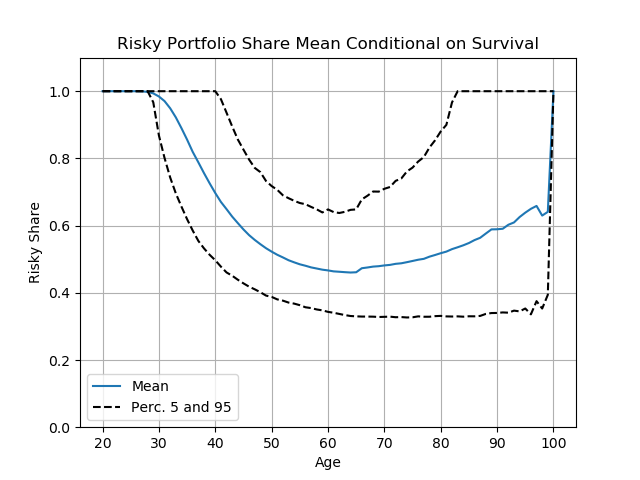 Risky Portfolio Share Mean Conditional on Survival
1.0
0.8
0.6
0.4
0.2
0.0
Risky Share
Mean
Perc. 5 and 95
20 30 40 50 60 70 80 90 100
Age